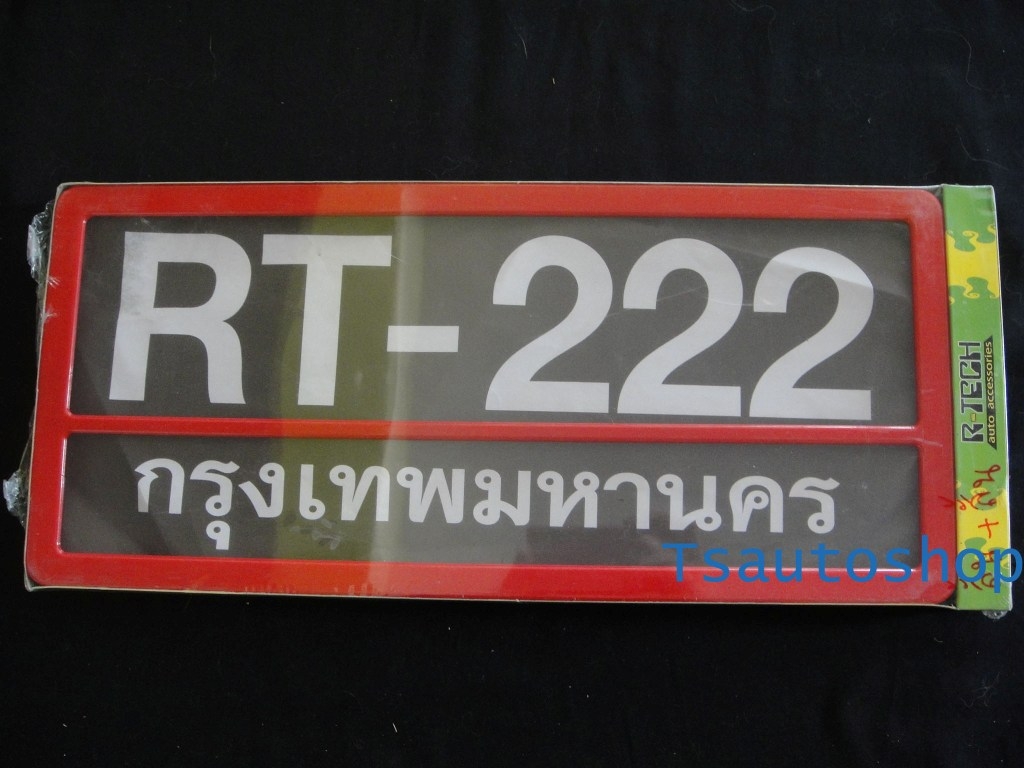 RT-222
กรุงเทพมหานคร
R-TECH
auto accessories
Tsautoshop